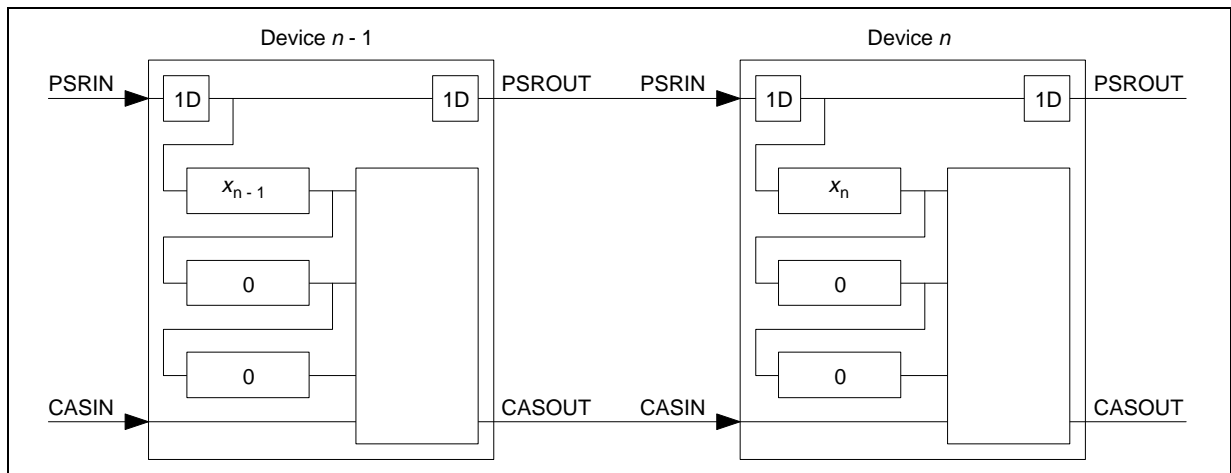 Device n - 1
Device n
PSRIN
1D
1D
PSROUT
PSRIN
1D
1D
PSROUT
xn - 1
xn
0
0
0
0
CASIN
CASOUT
CASIN
CASOUT